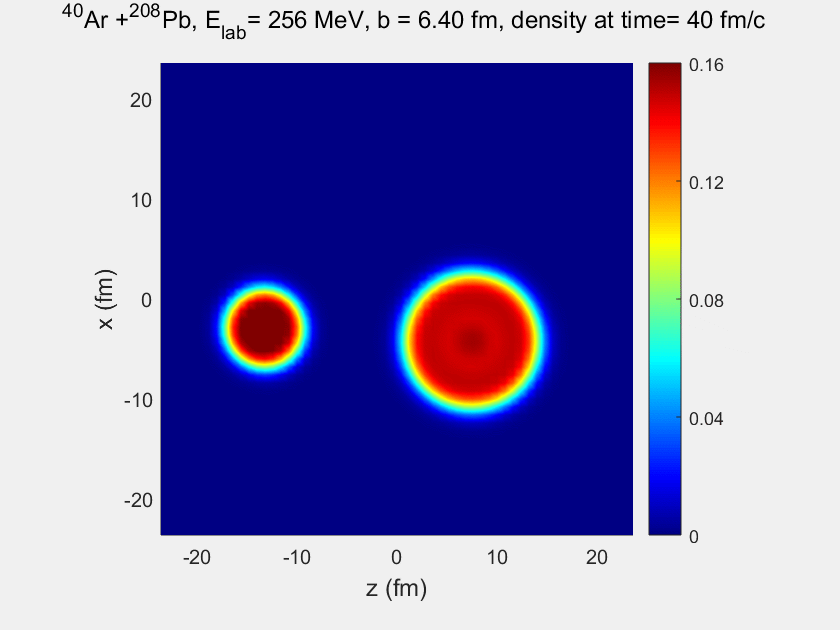 ⁴⁰Ar +²⁰⁸Pb, E_lab= 256 MeV, b = 6.40 fm, density at time= 40 fm/c
20
10
0
-10
-20
x (fm)
-20 -10 0 10 20
z (fm)
0.16
0.12
0.08
0.04
0